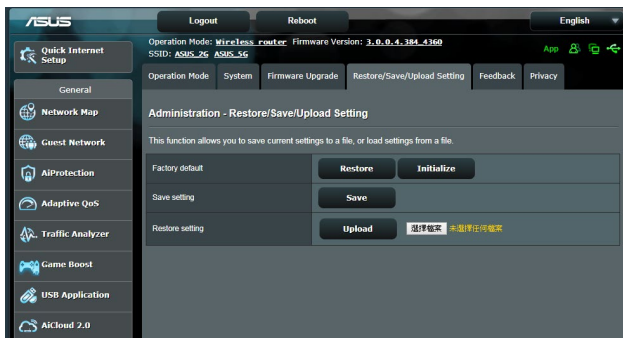 ASUS
Logout
Reboot
English
Quick Internet Setup
Operation Mode: Wireless router Firmware Version: 3.0.0.4.384_4360
SSID: ASUS_2G ASUS_5G
App
Operation Mode
System
Firmware Upgrade
Restore/Save/Upload Setting
Feedback
Privacy
General
Network Map
Guest Network
AiProtection
Adaptive QoS
Traffic Analyzer
Game Boost
USB Application
AiCloud 2.0
Administration - Restore/Save/Upload Setting
This function allows you to save current settings to a file, or load settings from a file.
Factory default
Restore
Initialize
Save setting
Save
Restore setting
Upload
選擇檔案 未選擇任何檔案